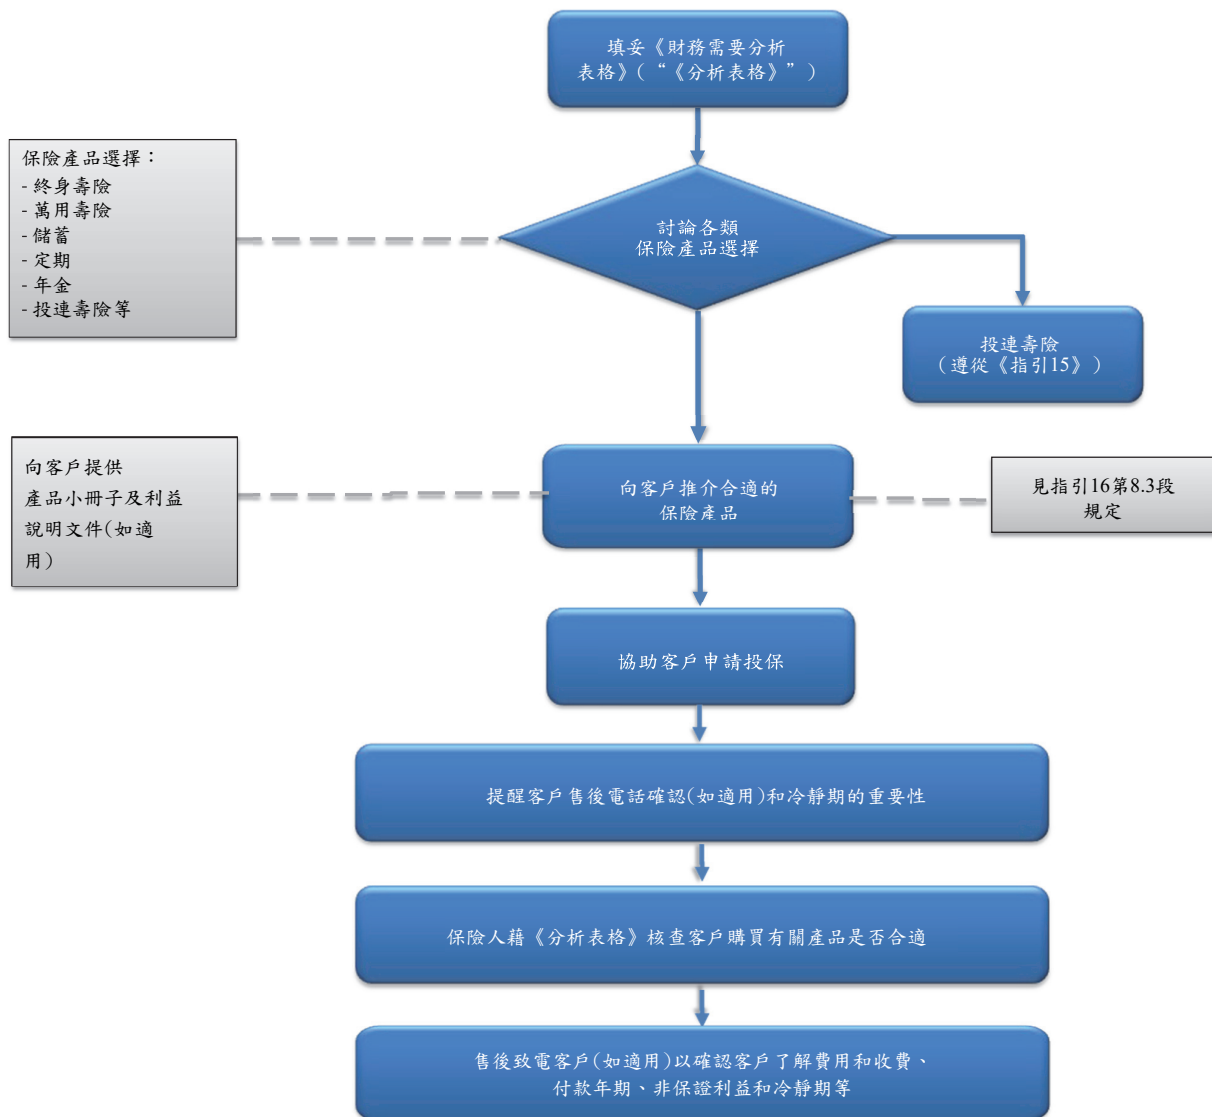 填妥《財務需要分析
表格》(“《分析表格》”)
保險產品選擇：
- 終身壽險
- 萬用壽險
- 儲蓄
- 定期
- 年金
- 投連壽險等
討論各類
保險產品選擇
投連壽險
（遵從《指引15》）
向客戶提供
產品小冊子及利益
說明文件(如適
用)
向客戶推介合適的
保險產品
見指引16第8.3段
規定
協助客戶申請投保
提醒客戶售後電話確認(如適用)和冷靜期的重要性
保險人藉《分析表格》核查客戶購買有關產品是否合適
售後致電客戶(如適用)以確認客戶了解費用和收費、
付款年期、非保證利益和冷靜期等